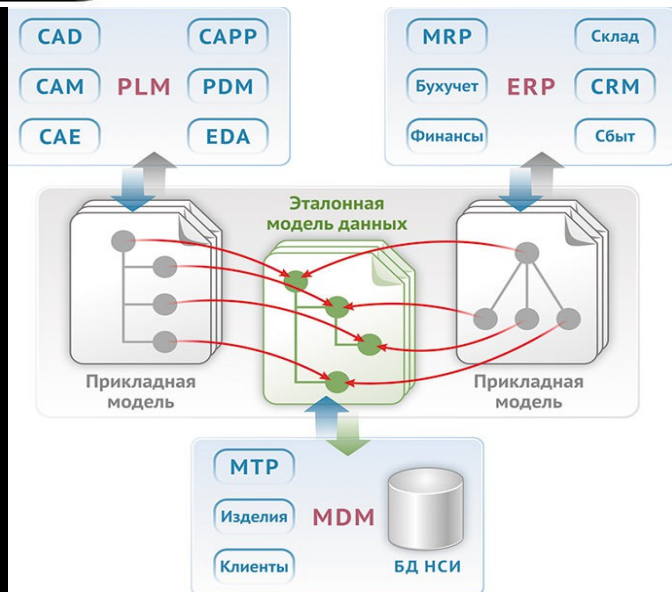 CAD
CAPP
CAM
PLM
PDM
CAE
EDA
MRP
Склад
Бухучет
ERP
CRM
Финансы
Сбыт
Эталонная
модель данных
Прикладная
модель
Прикладная
модель
МТР
Изделия
MDM
Клиенты
БД НСИ